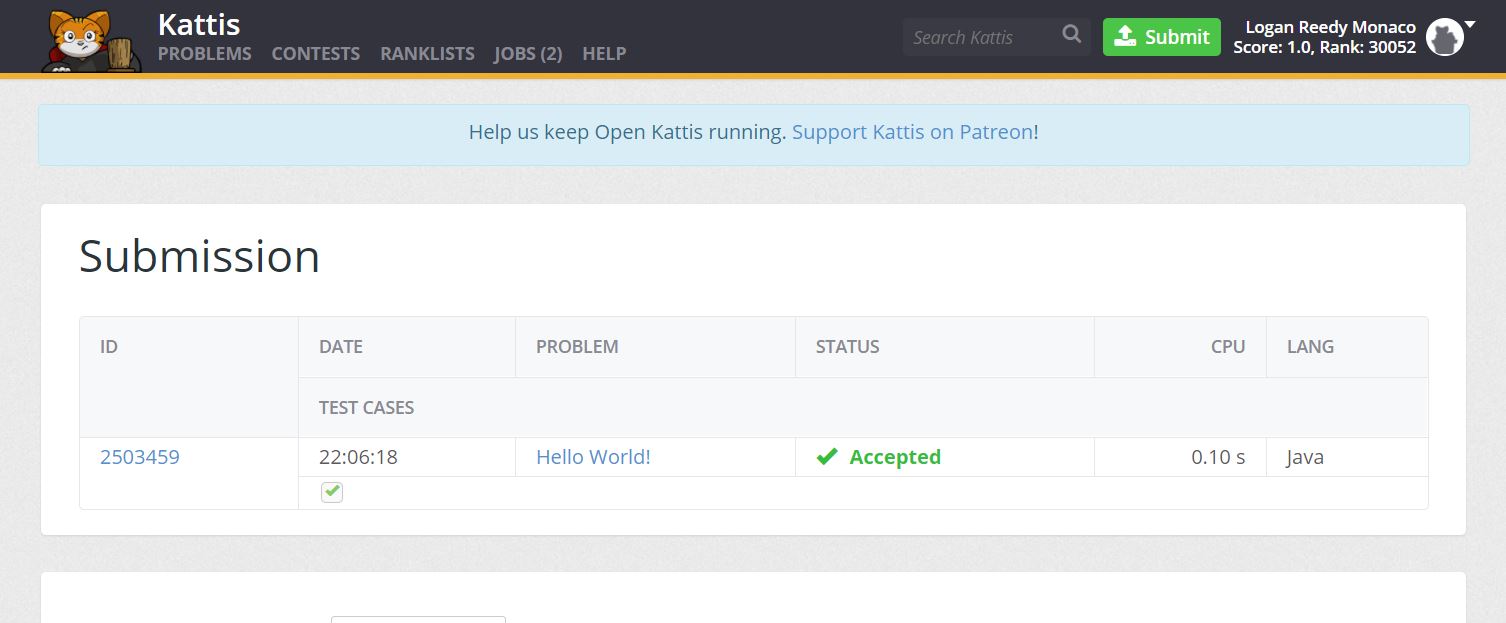 Kattis
PROBLEMS CONTESTS RANKLISTS JOBS (2) HELP
Search Kattis
Submit
Logan Reedy Monaco
Score: 1.0, Rank: 30052
Help us keep Open Kattis running. Support Kattis on Patreon!
Submission
ID DATE PROBLEM STATUS CPU LANG
TEST CASES
2503459 22:06:18 Hello World! Accepted 0.10 s Java